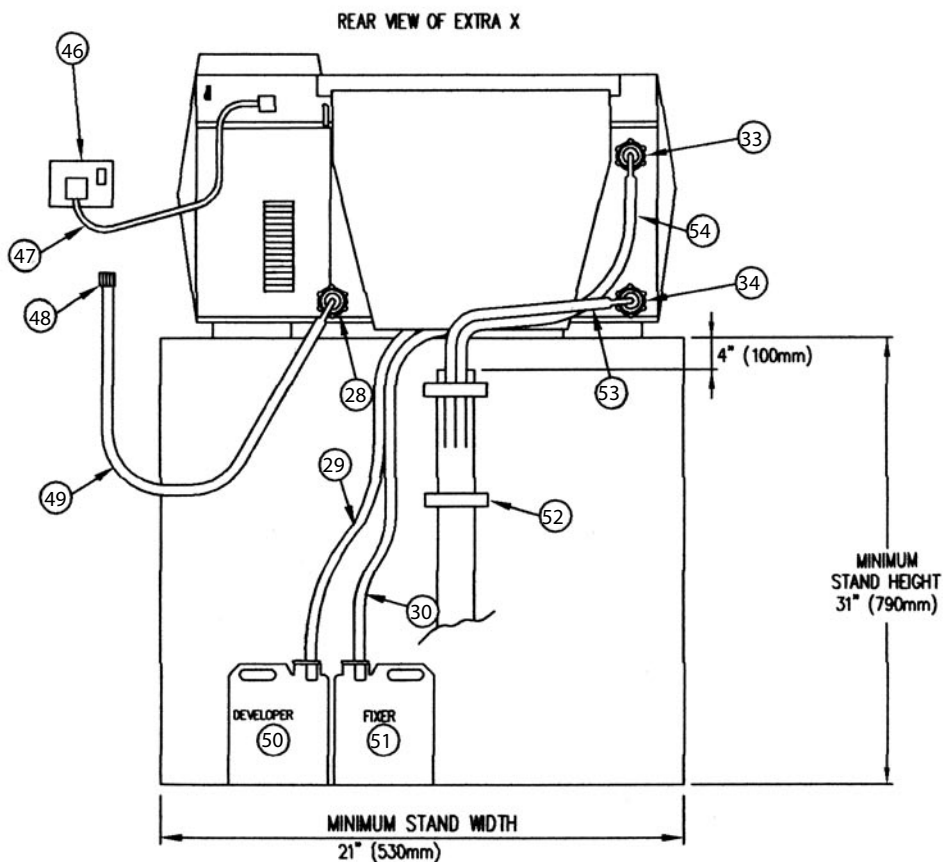 REAR VIEW OF EXTRA X
46
33
54
47
34
48
4" (100mm)
28
53
29
49
52
MINIMUM
STAND HEIGHT
31" (790mm)
30
DEVELOPER
50
FIXER
51
MINIMUM STAND WIDTH
21" (530mm)